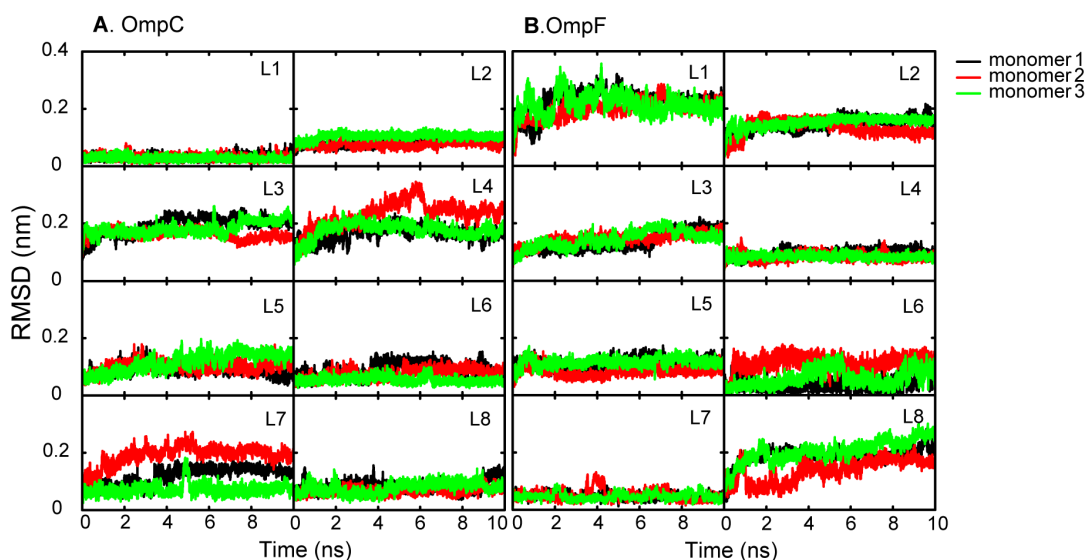 A. OmpC
B.OmpF
monomer 1
monomer 2
monomer 3
RMSD (nm)
0.4
0.2
0
0.2
0
0.2
0
0.2
0
L1
L2
L1
L2
L3
L4
L3
L4
L5
L6
L5
L6
L7
L8
L7
L8
0 2 4 6 8 0 2 4 6 8 10 0 2 4 6 8 0 2 4 6 8 10
Time (ns)
Time (ns)